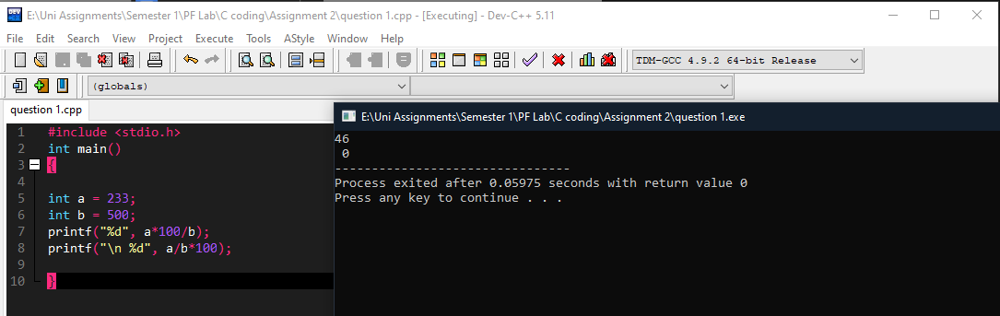 E:\Uni Assignments\Semester 1\PF Lab\C coding\Assignment 2\question 1.cpp - [Executing] - Dev-C++ 5.11
File Edit Search View Project Execute Tools AStyle Window Help
TDM-GCC 4.9.2 64-bit Release
(globals)
question 1.cpp
1 #include <stdio.h>
2 int main()
3 {
4
5 int a = 233;
6 int b = 500;
7 printf("%d", a*100/b);
8 printf("\n %d", a/b*100);
9
10 }
E:\Uni Assignments\Semester 1\PF Lab\C coding\Assignment 2\question 1.exe
46
0
--------------------------------
Process exited after 0.05975 seconds with return value 0
Press any key to continue . . .